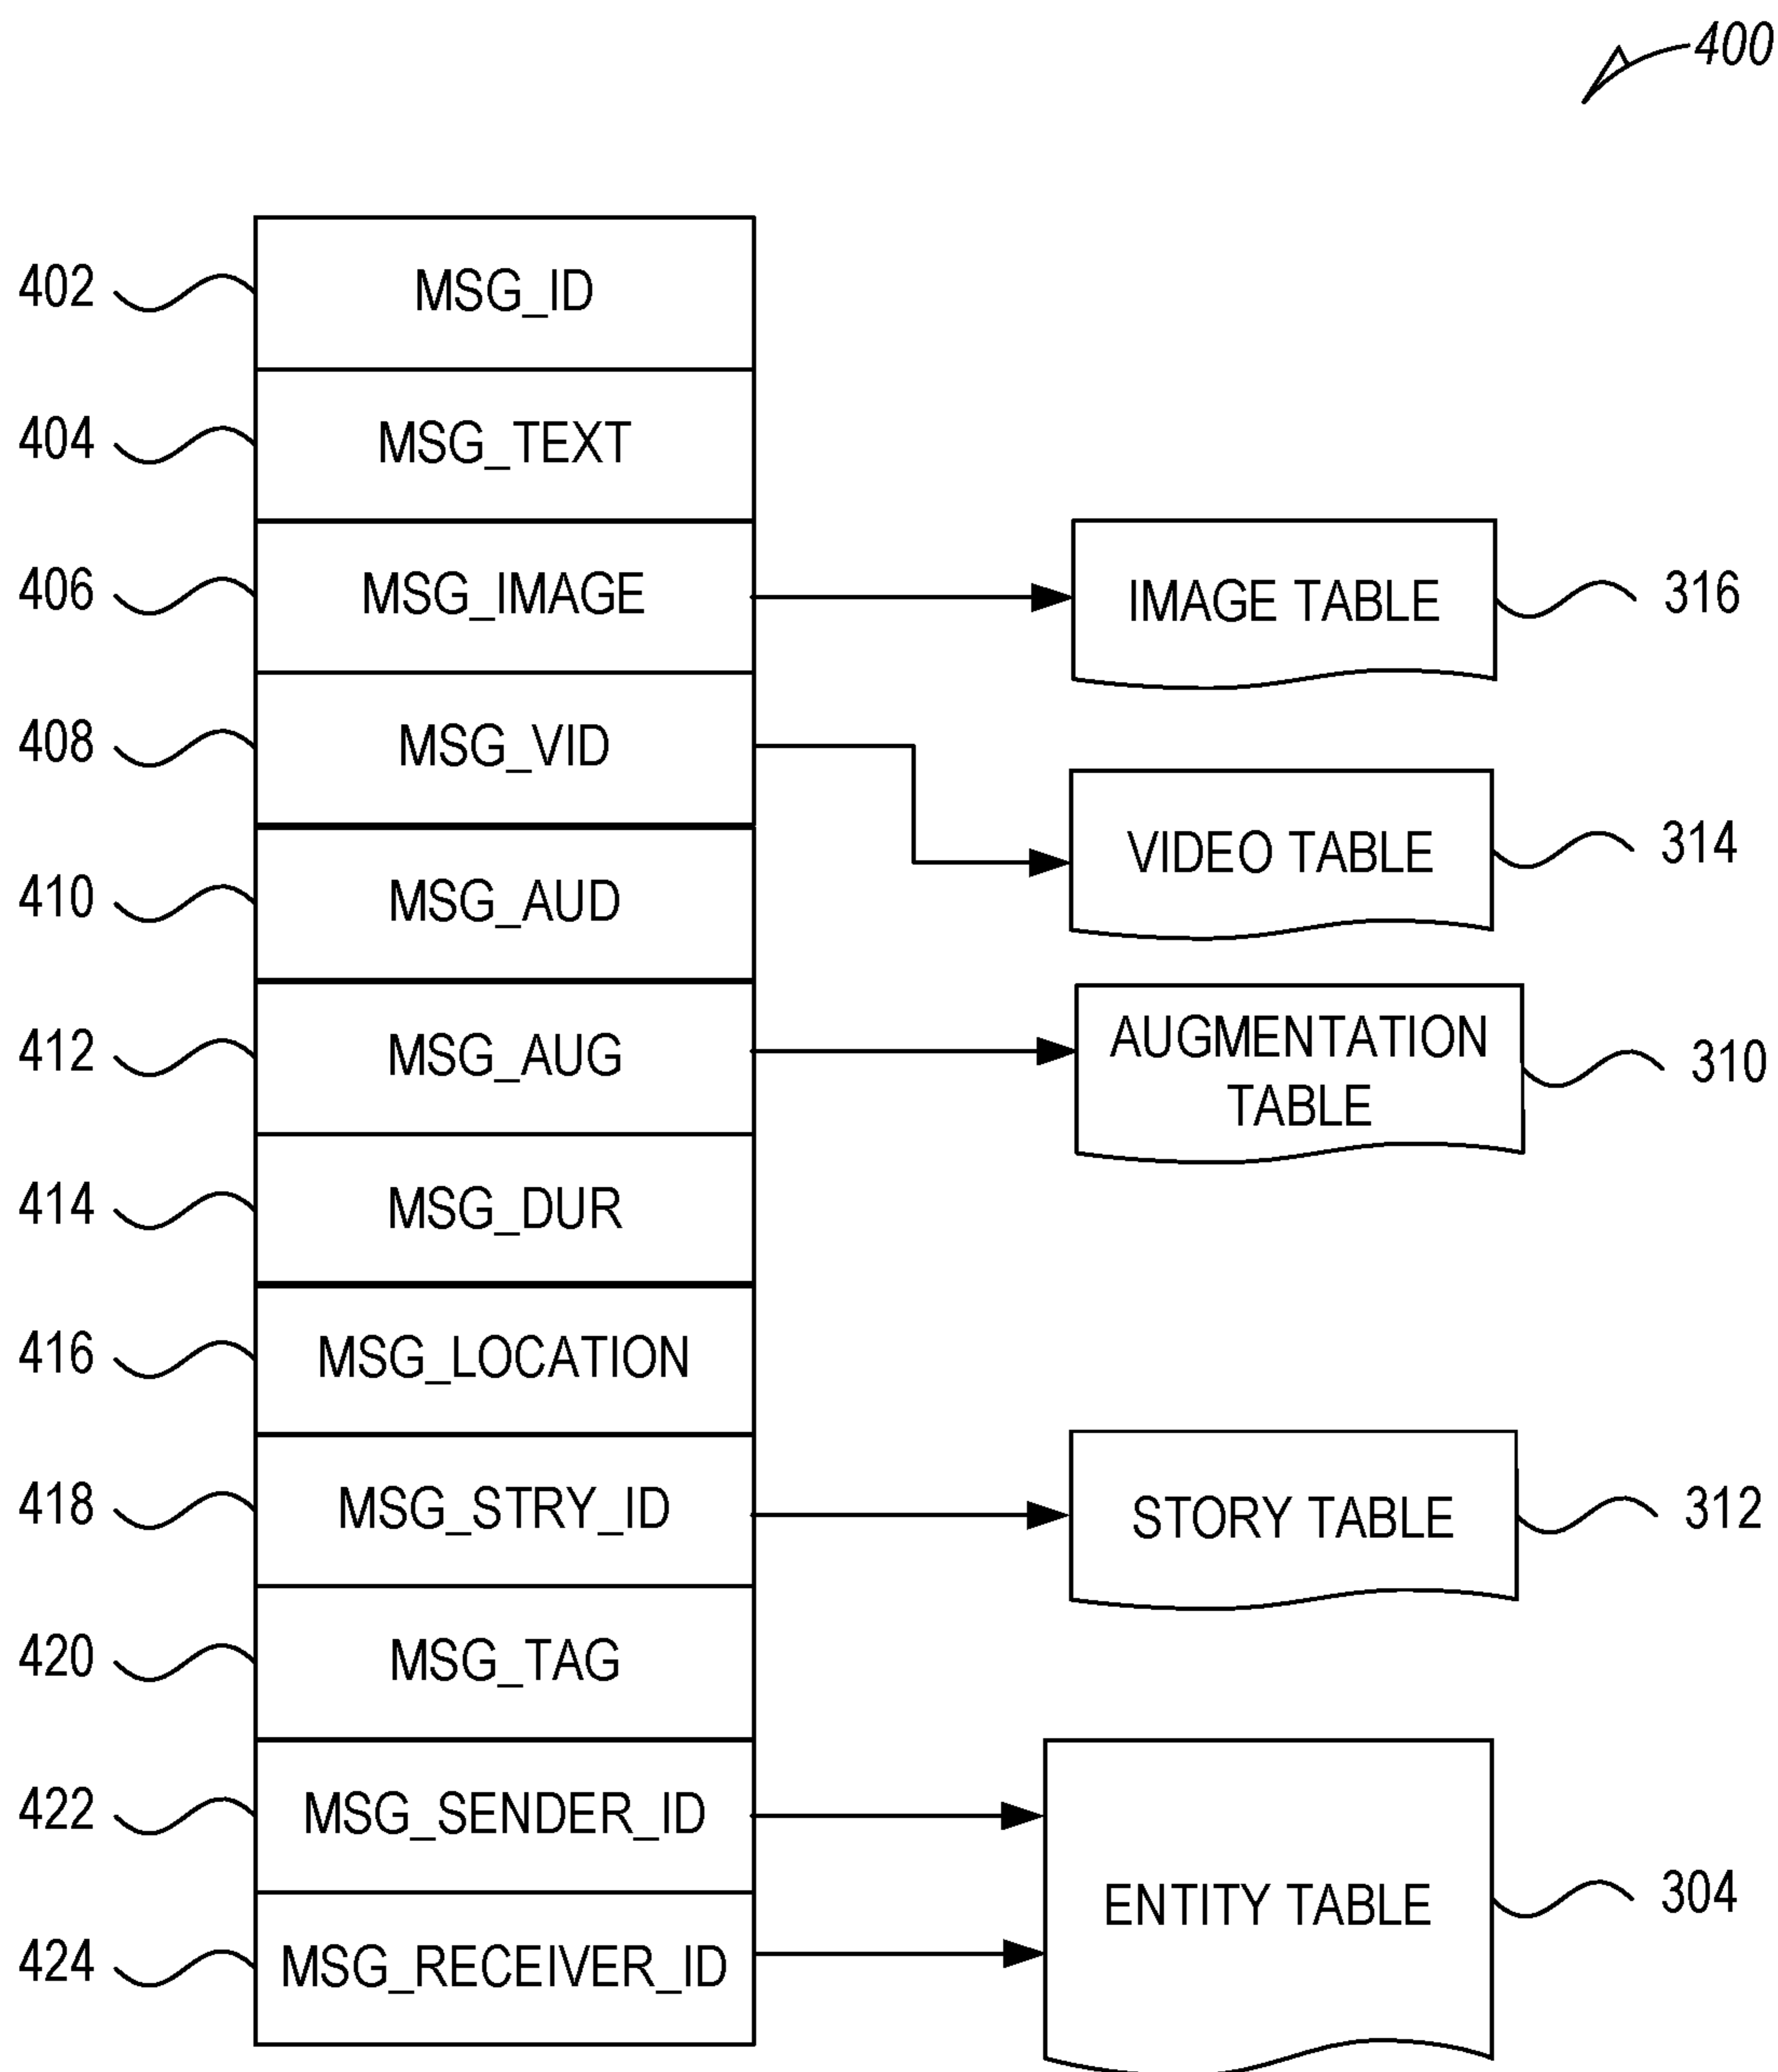 400
402 MSG_ID
404 MSG_TEXT
406 MSG_IMAGE IMAGE TABLE 316
408 MSG_VID VIDEO TABLE 314
410 MSG_AUD
412 MSG_AUG AUGMENTATION TABLE 310
414 MSG_DUR
416 MSG_LOCATION
418 MSG_STRY_ID STORY TABLE 312
420 MSG_TAG
422 MSG_SENDER_ID
ENTITY TABLE 304
424 MSG_RECEIVER_ID